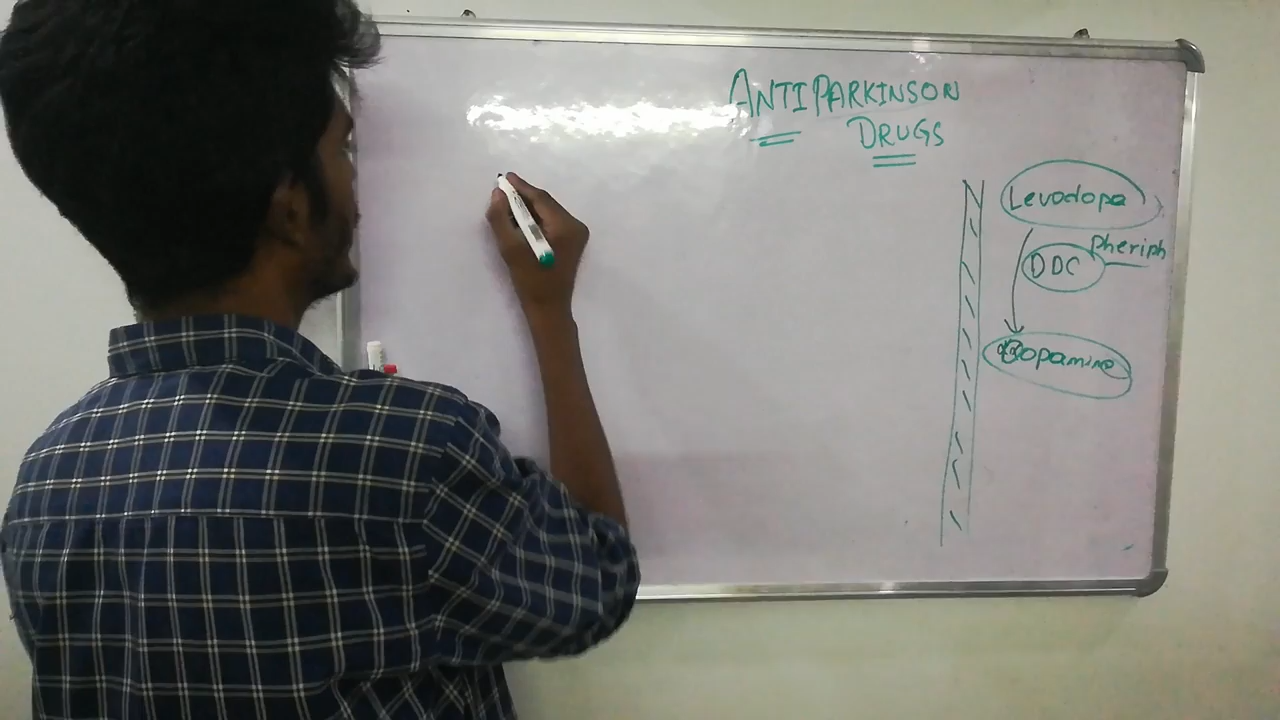 ANTIPARKINSON
DRUGS
Levodopa
Pheriph
DDC
Dopamine